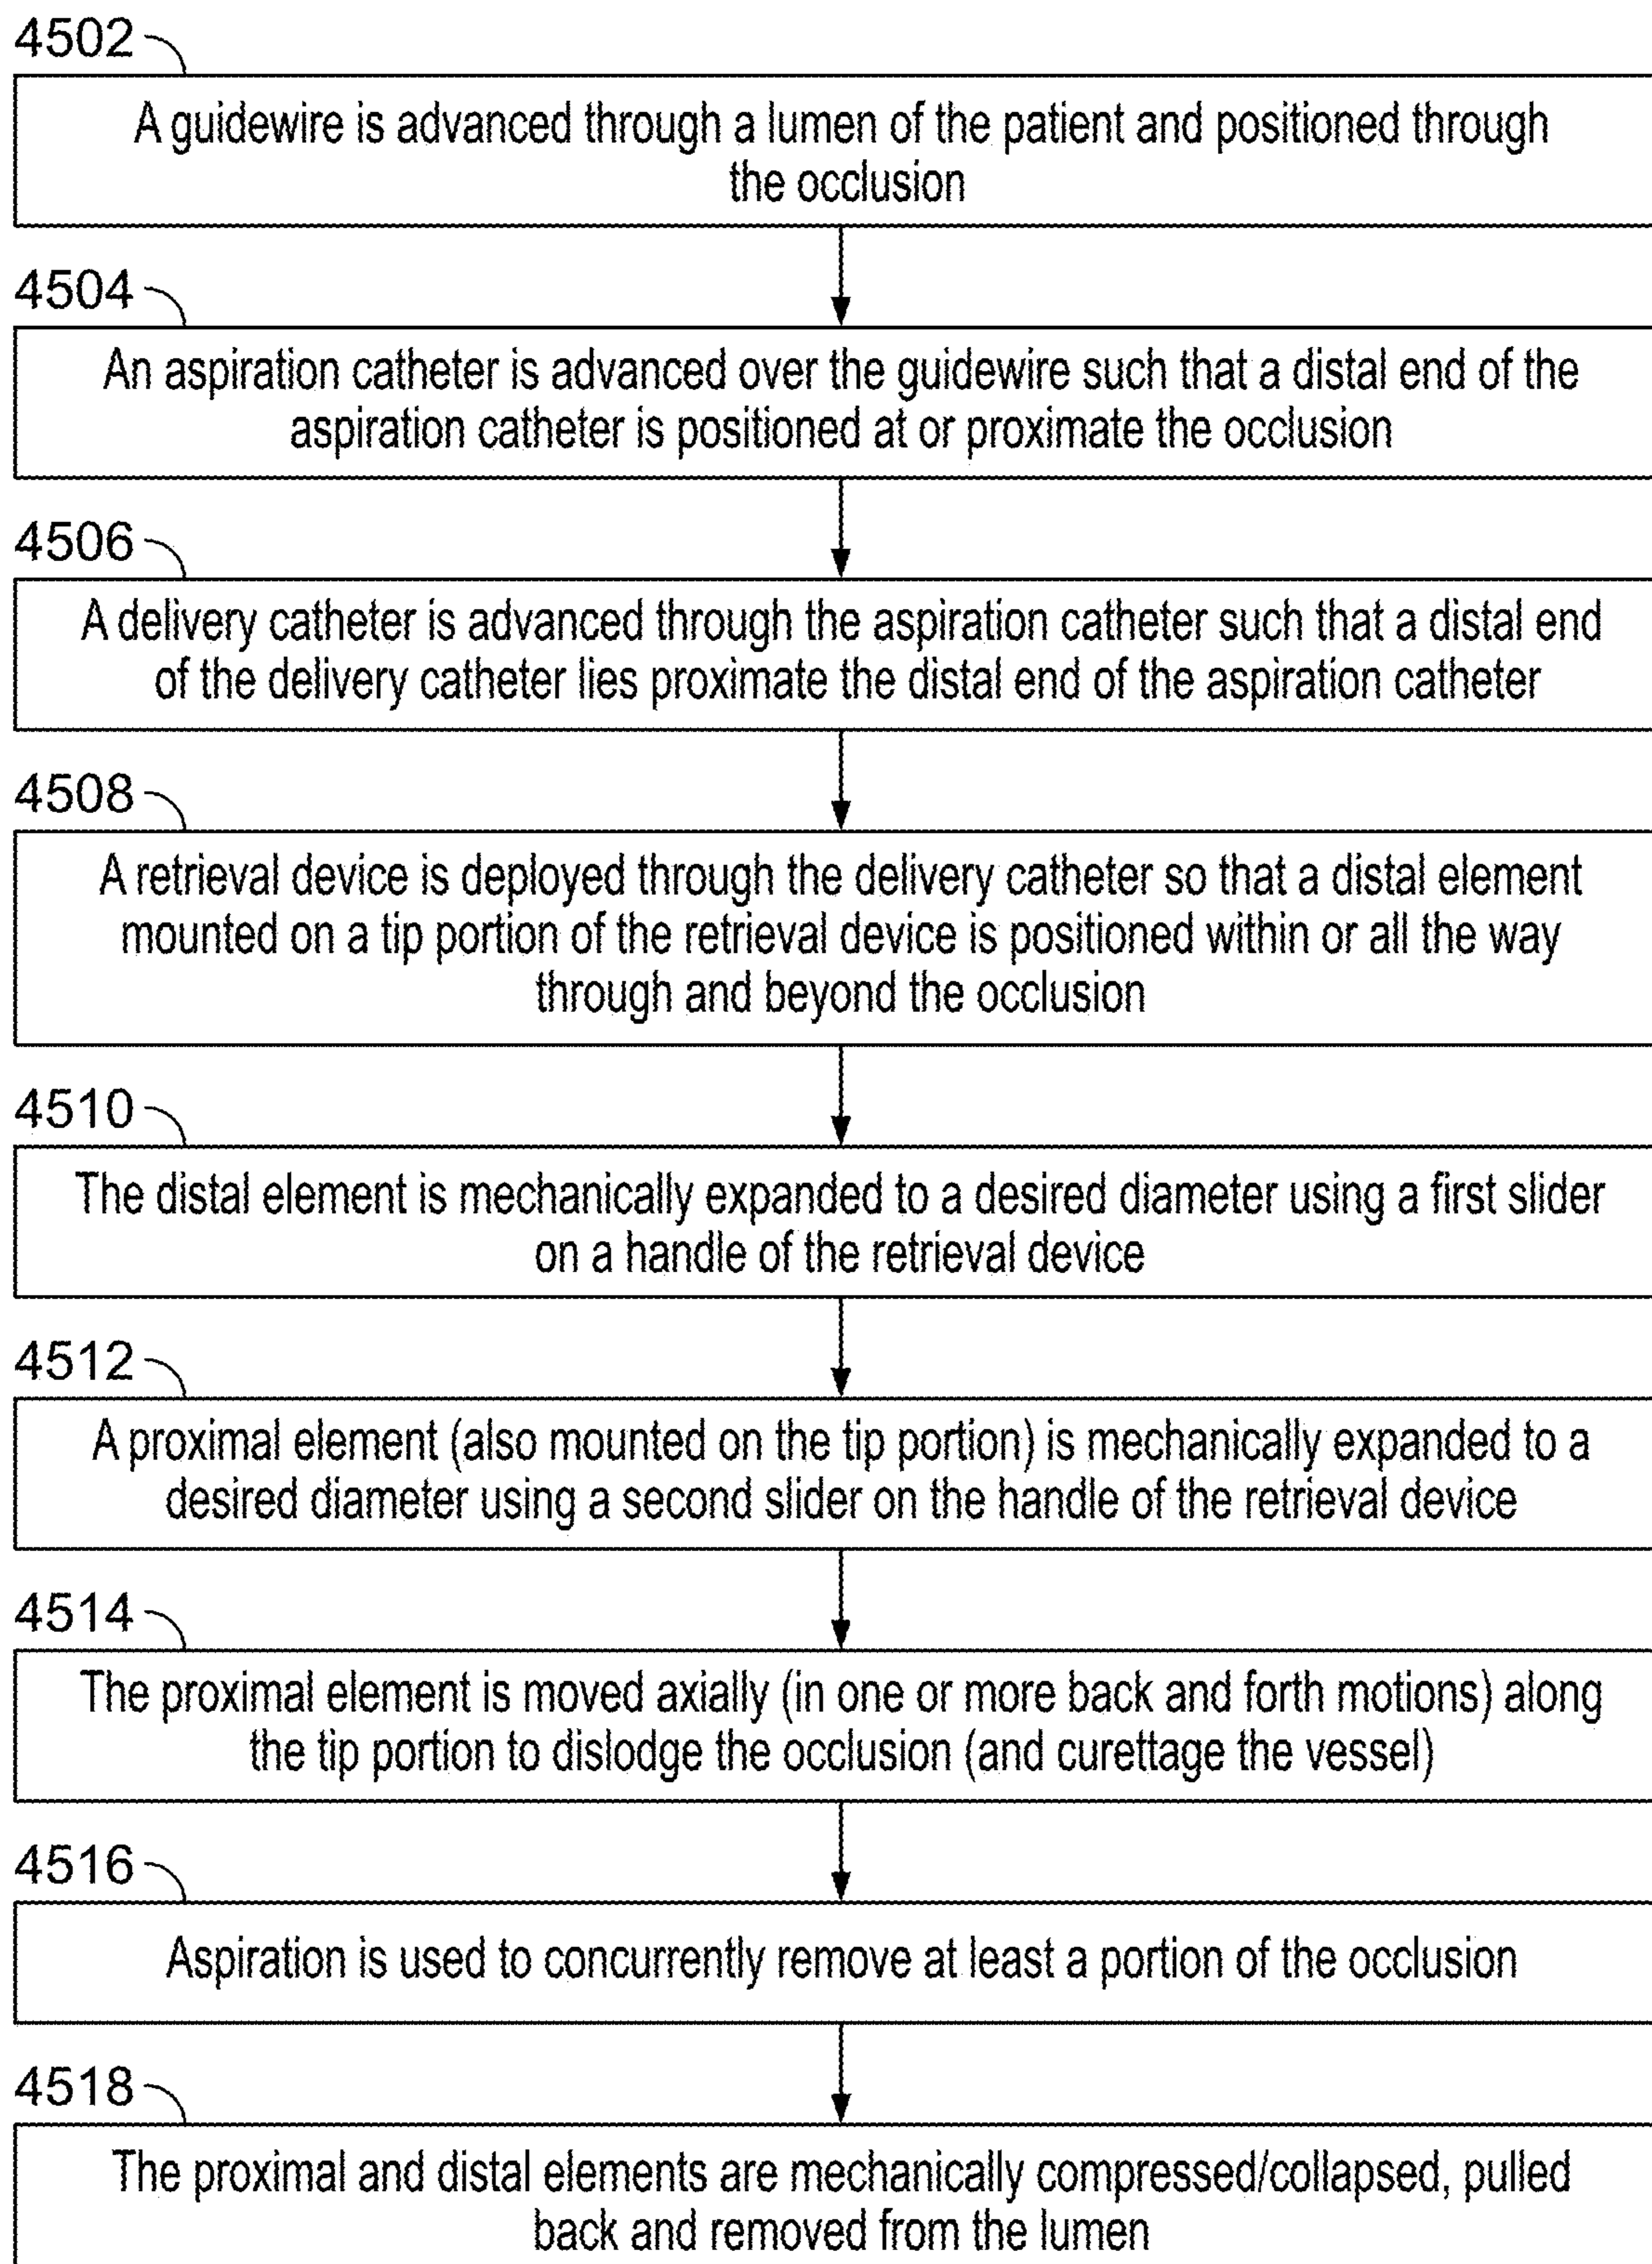 4502
A guidewire is advanced through a lumen of the patient and positioned through
the occlusion
4504
An aspiration catheter is advanced over the guidewire such that a distal end of the
aspiration catheter is positioned at or proximate the occlusion
4506
A delivery catheter is advanced through the aspiration catheter such that a distal end
of the delivery catheter lies proximate the distal end of the aspiration catheter
4508
A retrieval device is deployed through the delivery catheter so that a distal element
mounted on a tip portion of the retrieval device is positioned within or all the way
through and beyond the occlusion
4510
The distal element is mechanically expanded to a desired diameter using a first slider
on a handle of the retrieval device
4512
A proximal element (also mounted on the tip portion) is mechanically expanded to a
desired diameter using a second slider on the handle of the retrieval device
4514
The proximal element is moved axially (in one or more back and forth motions) along
the tip portion to dislodge the occlusion (and curettage the vessel)
4516
Aspiration is used to concurrently remove at least a portion of the occlusion
4518
The proximal and distal elements are mechanically compressed/collapsed, pulled
back and removed from the lumen